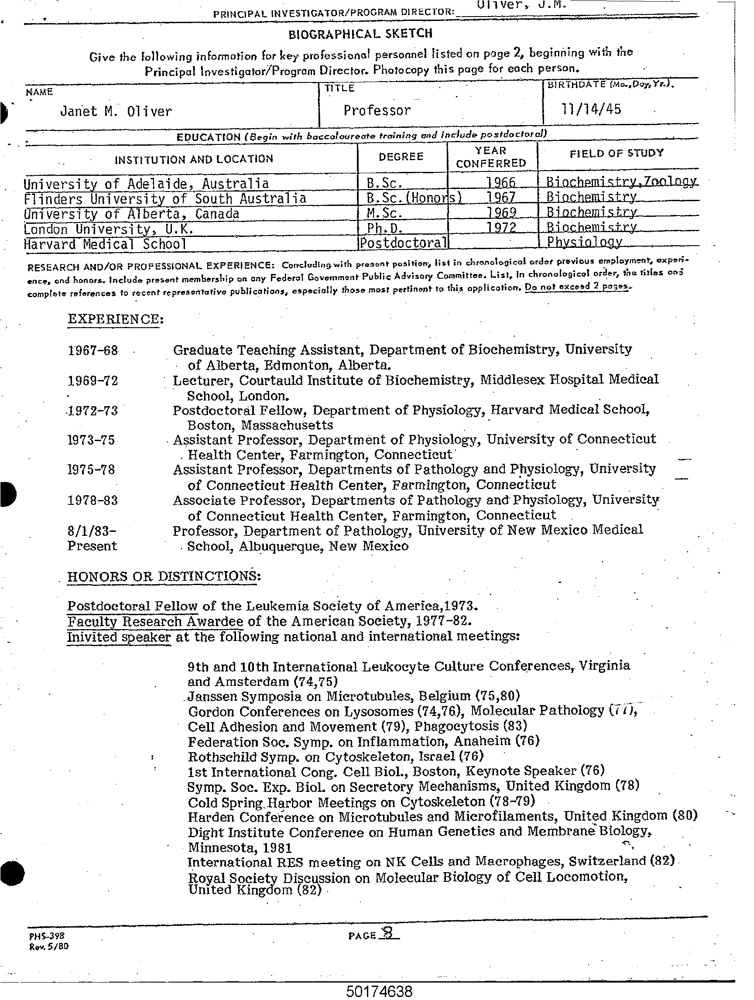 PRINCIPAL INVESTIGATOR/PROGRAM DIRECTOR: Oliver, J.M.
BIOGRAPHICAL SKETCH
Give the following information for key professional personnel listed on page 2, beginning with the
Principal Investigator/Program Director. Photocopy this page for each person.
NAME TITLE BIRTHDATE (Mo., Day, Yr.)
Janet M. Oliver Professor 11/14/45
EDUCATION (Begin with baccalaureate training and include postdoctoral)
INSTITUTION AND LOCATION DEGREE YEAR CONFERRED FIELD OF STUDY
University of Adelaide, Australia B.Sc. 1966 Biochemistry,Zoology
Flinders University of South Australia B.Sc.(Honors) 1967 Biochemistry
University of Alberta, Canada M.Sc. 1969 Biochemistry
London University, U.K. Ph.D. 1972 Biochemistry
Harvard Medical School Postdoctoral Physiology
RESEARCH AND/OR PROFESSIONAL EXPERIENCE: Concluding with present position, list in chronological order previous employment, experi-
ence, and honors. Include present membership on any Federal Government Public Advisory Committee. List, in chronological order, the titles and
complete references to recent representative publications, especially those most pertinent to this application. Do not exceed 2 pages.
EXPERIENCE:
1967-68 Graduate Teaching Assistant, Department of Biochemistry, University
of Alberta, Edmonton, Alberta.
1969-72 Lecturer, Courtauld Institute of Biochemistry, Middlesex Hospital Medical
School, London.
1972-73 Postdoctoral Fellow, Department of Physiology, Harvard Medical School,
Boston, Massachusetts
1973-75 Assistant Professor, Department of Physiology, University of Connecticut
Health Center, Farmington, Connecticut
1975-78 Assistant Professor, Departments of Pathology and Physiology, University
of Connecticut Health Center, Farmington, Connecticut
1978-83 Associate Professor, Departments of Pathology and Physiology, University
of Connecticut Health Center, Farmington, Connecticut
8/1/83- Professor, Department of Pathology, University of New Mexico Medical
Present School, Albuquerque, New Mexico
HONORS OR DISTINCTIONS:
Postdoctoral Fellow of the Leukemia Society of America,1973.
Faculty Research Awardee of the American Society, 1977-82.
Inivited speaker at the following national and international meetings:
9th and 10th International Leukocyte Culture Conferences, Virginia
and Amsterdam (74,75)
Janssen Symposia on Microtubules, Belgium (75,80)
Gordon Conferences on Lysosomes (74,76), Molecular Pathology (77),
Cell Adhesion and Movement (79), Phagocytosis (83)
Federation Soc. Symp. on Inflammation, Anaheim (76)
Rothschild Symp. on Cytoskeleton, Israel (76)
1st International Cong. Cell Biol., Boston, Keynote Speaker (76)
Symp. Soc. Exp. Biol. on Secretory Mechanisms, United Kingdom (78)
Cold Spring Harbor Meetings on Cytoskeleton (78-79)
Harden Conference on Microtubules and Microfilaments, United Kingdom (80)
Dight Institute Conference on Human Genetics and Membrane Biology,
Minnesota, 1981
International RES meeting on NK Cells and Macrophages, Switzerland (82)
Royal Society Discussion on Molecular Biology of Cell Locomotion,
United Kingdom (82)
PHS-398 PAGE 8
Rev. 5/80
50174638